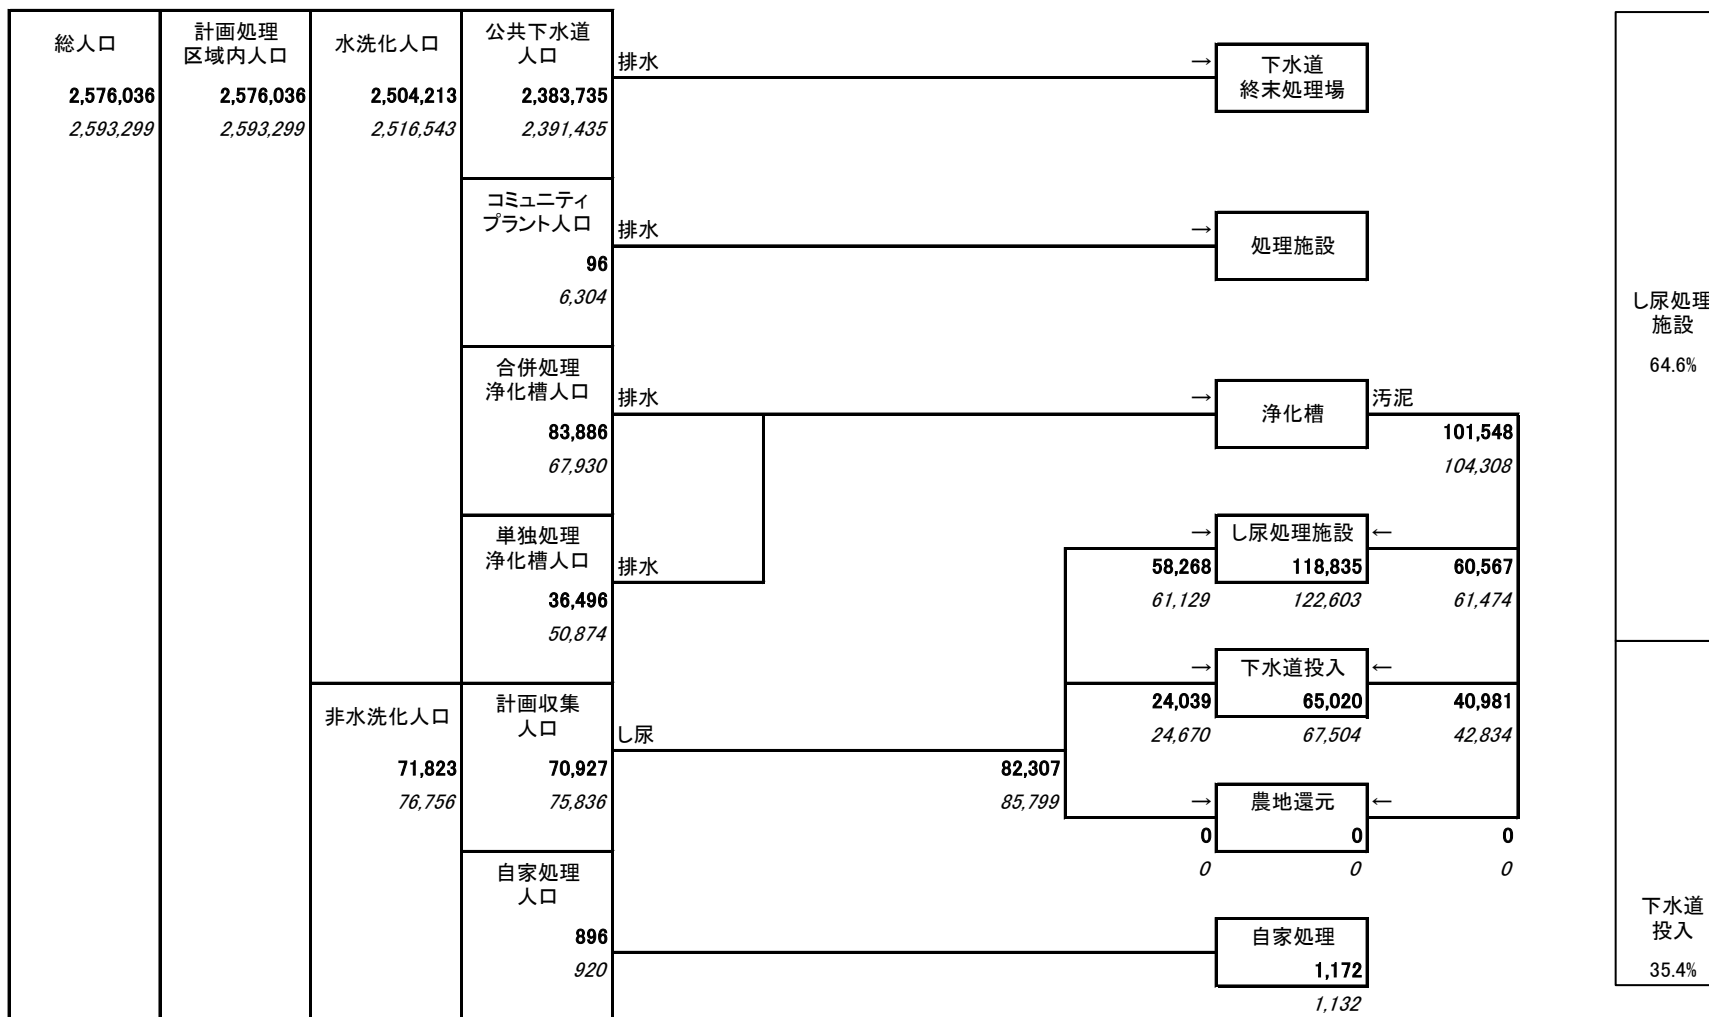 総人口
2,576,036
2,593,299
計画処理
区域内人口
2,576,036
2,593,299
水洗化人口
2,504,213
2,516,543
公共下水道
人口
2,383,735
2,391,435
排水
→
下水道
終末処理場
コミュニティ
プラント人口
96
6,304
排水
→
処理施設
合併処理
浄化槽人口
83,886
67,930
排水
→
浄化槽
汚泥
101,548
104,308
単独処理
浄化槽人口
36,496
50,874
排水
→
し尿処理施設
←
58,268
118,835
60,567
61,129
122,603
61,474
→
下水道投入
←
24,039
65,020
40,981
24,670
67,504
42,834
非水洗化人口
71,823
76,756
計画収集
人口
70,927
75,836
し尿
82,307
85,799
→
農地還元
←
0
0
0
0
0
0
自家処理
人口
896
920
自家処理
1,172
1,132
し尿処理
施設
64.6%
下水道
投入
35.4%